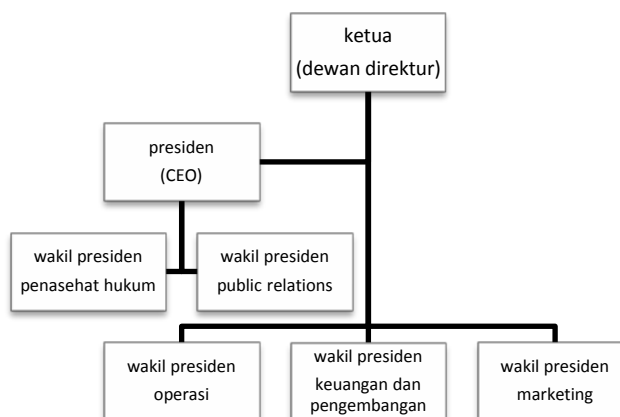 ketua
(dewan direktur)
presiden
(CEO)
wakil presiden
penasehat hukum
wakil presiden
public relations
wakil presiden
operasi
wakil presiden
keuangan dan
pengembangan
wakil presiden
marketing